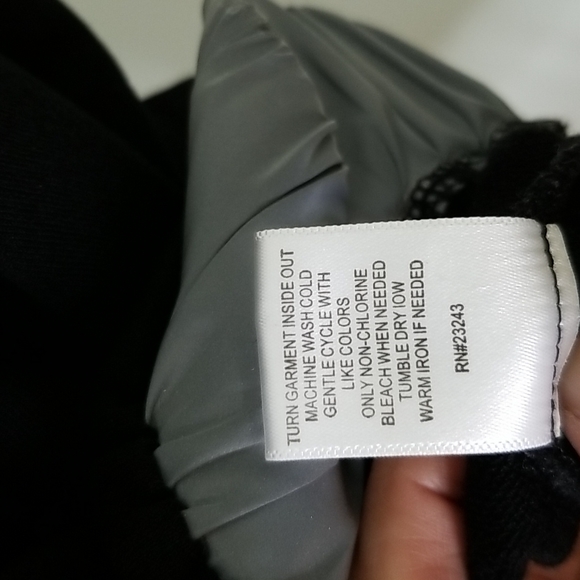 TURN GARMENT INSIDE OUT
MACHINE WASH COLD
GENTLE CYCLE WITH
LIKE COLORS
ONLY NON-CHLORINE
BLEACH WHEN NEEDED
TUMBLE DRY lOW
WARM IRON IF NEEDED
RN#23243